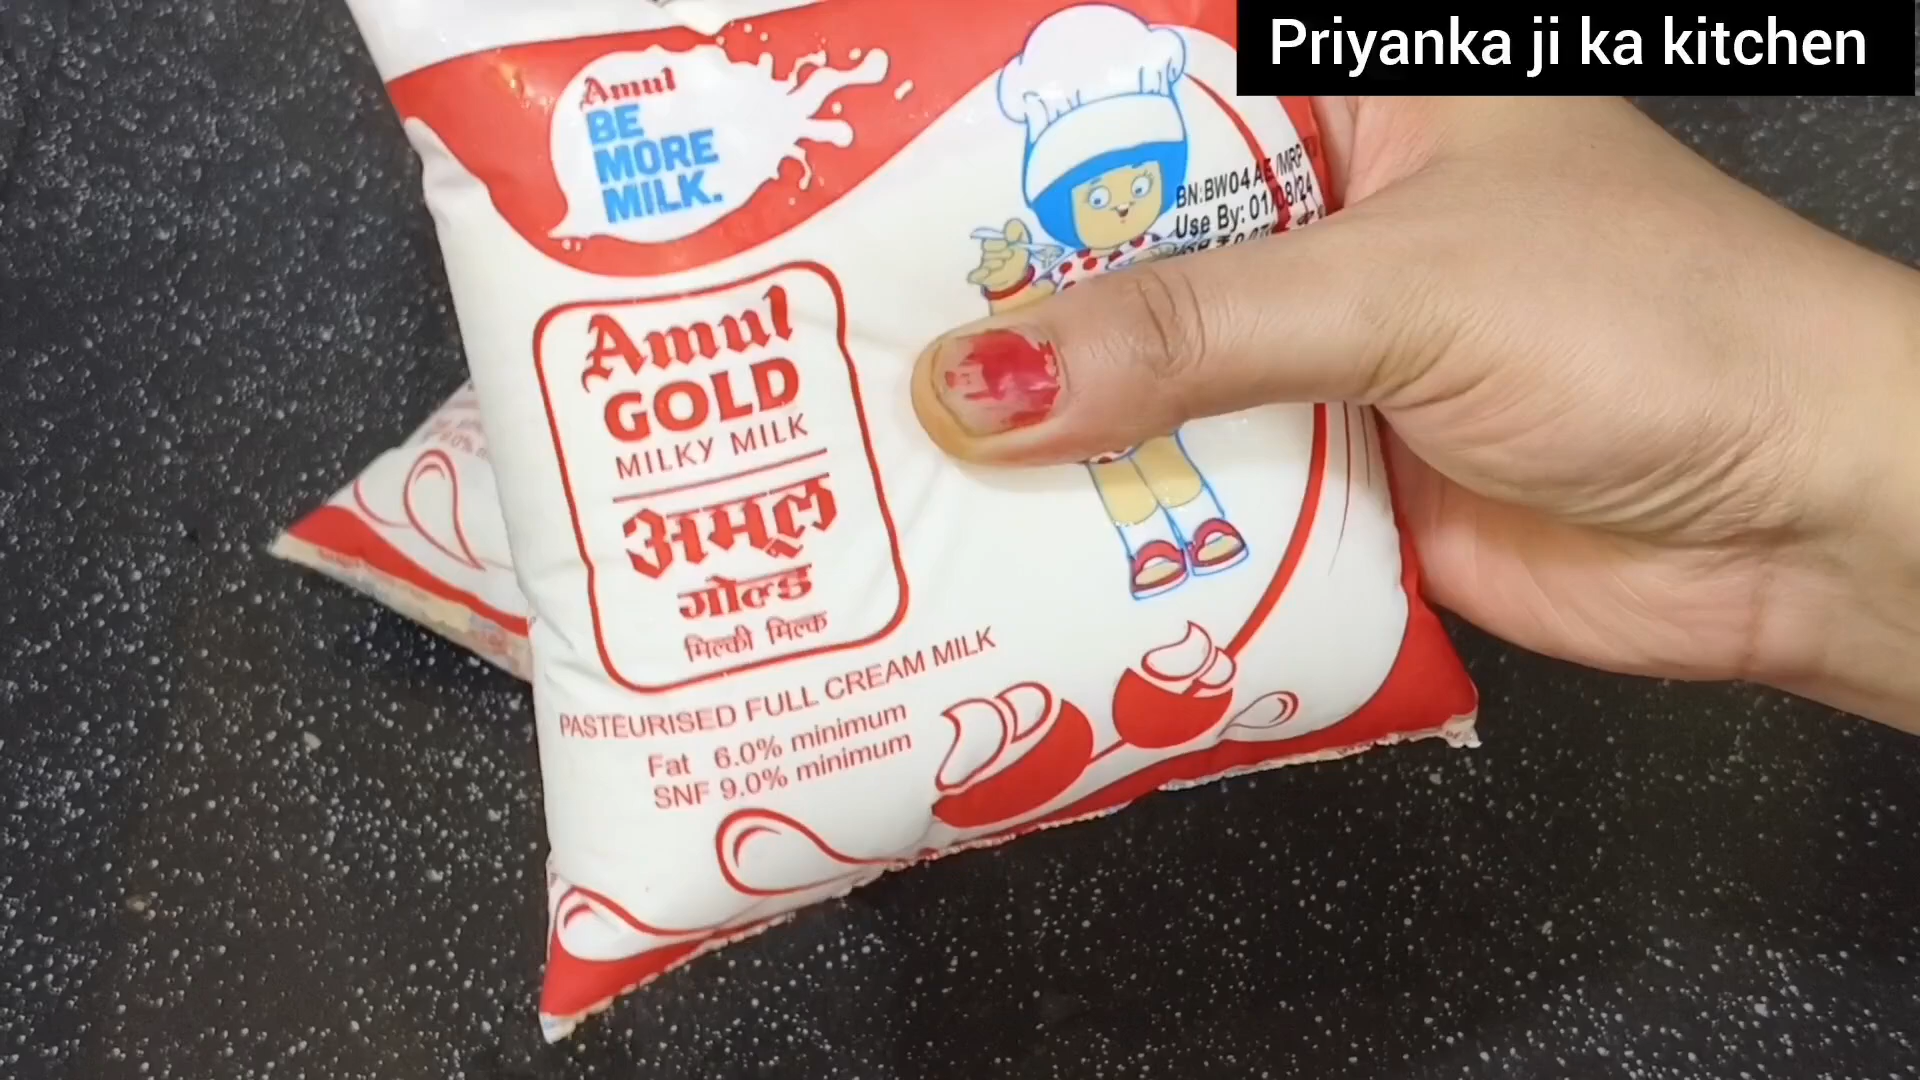 Priyanka ji ka kitchen
Amul
BE
MORE
MILK.
BN:BW04 AE /MRP
Use By: 01/08/24
Amul
GOLD
MILKY MILK
अमूल
गोल्ड
मिल्की मिल्क
PASTEURISED FULL CREAM MILK
Fat 6.0% minimum
SNF 9.0% minimum